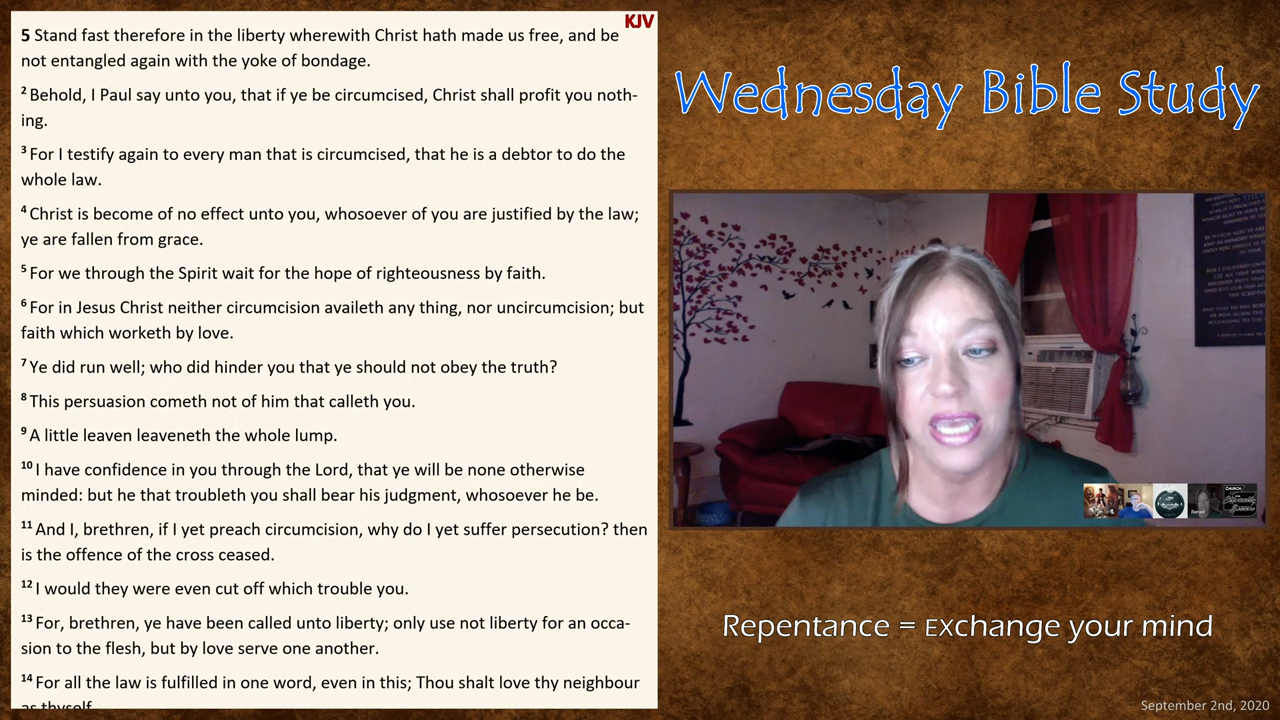 KJV
5 Stand fast therefore in the liberty wherewith Christ hath made us free, and be
not entangled again with the yoke of bondage.
2 Behold, I Paul say unto you, that if ye be circumcised, Christ shall profit you noth-
ing.
3 For I testify again to every man that is circumcised, that he is a debtor to do the
whole law.
4 Christ is become of no effect unto you, whosoever of you are justified by the law;
ye are fallen from grace.
5 For we through the Spirit wait for the hope of righteousness by faith.
6 For in Jesus Christ neither circumcision availeth any thing, nor uncircumcision; but
faith which worketh by love.
7 Ye did run well; who did hinder you that ye should not obey the truth?
8 This persuasion cometh not of him that calleth you.
9 A little leaven leaveneth the whole lump.
10 I have confidence in you through the Lord, that ye will be none otherwise
minded: but he that troubleth you shall bear his judgment, whosoever he be.
11 And I, brethren, if I yet preach circumcision, why do I yet suffer persecution? then
is the offence of the cross ceased.
12 I would they were even cut off which trouble you.
13 For, brethren, ye have been called unto liberty; only use not liberty for an occa-
sion to the flesh, but by love serve one another.
14 For all the law is fulfilled in one word, even in this; Thou shalt love thy neighbour
as thyself
Wednesday Bible Study
Repentance = EXchange your mind
September 2nd, 2020